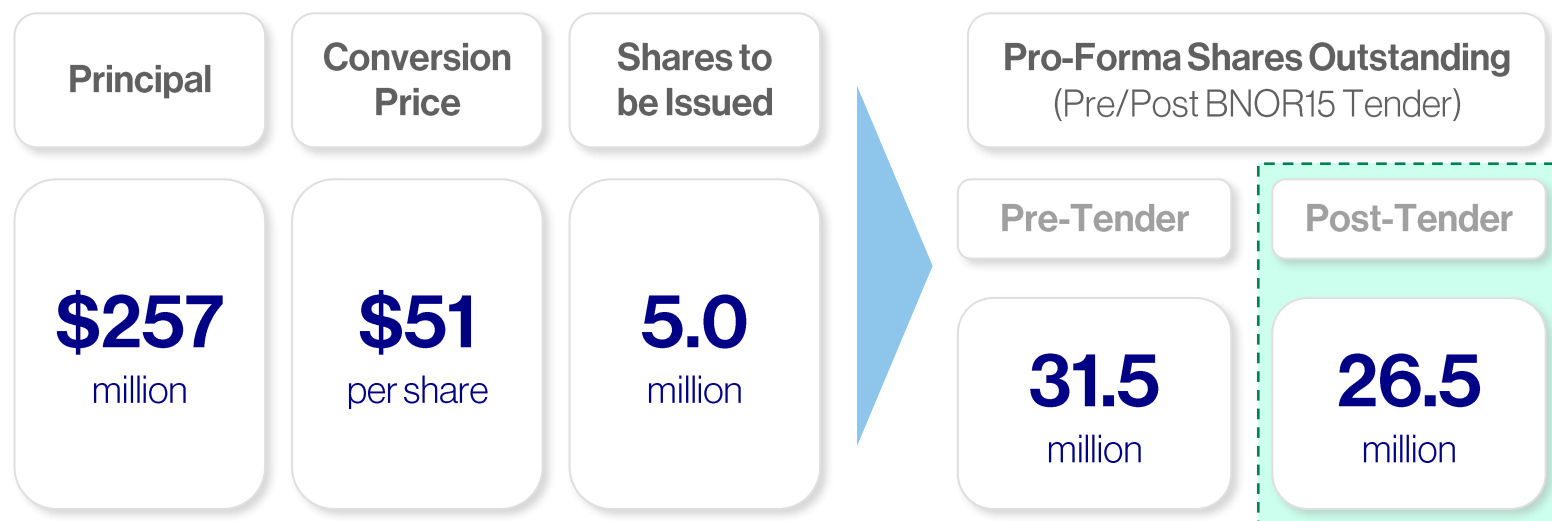 Principal
Conversion
Price
Shares to
be Issued
Pro-Forma Shares Outstanding
(Pre/Post BNOR15 Tender)
Pre-Tender
Post-Tender
$257
million
$51
per share
5.0
million
31.5
million
26.5
million